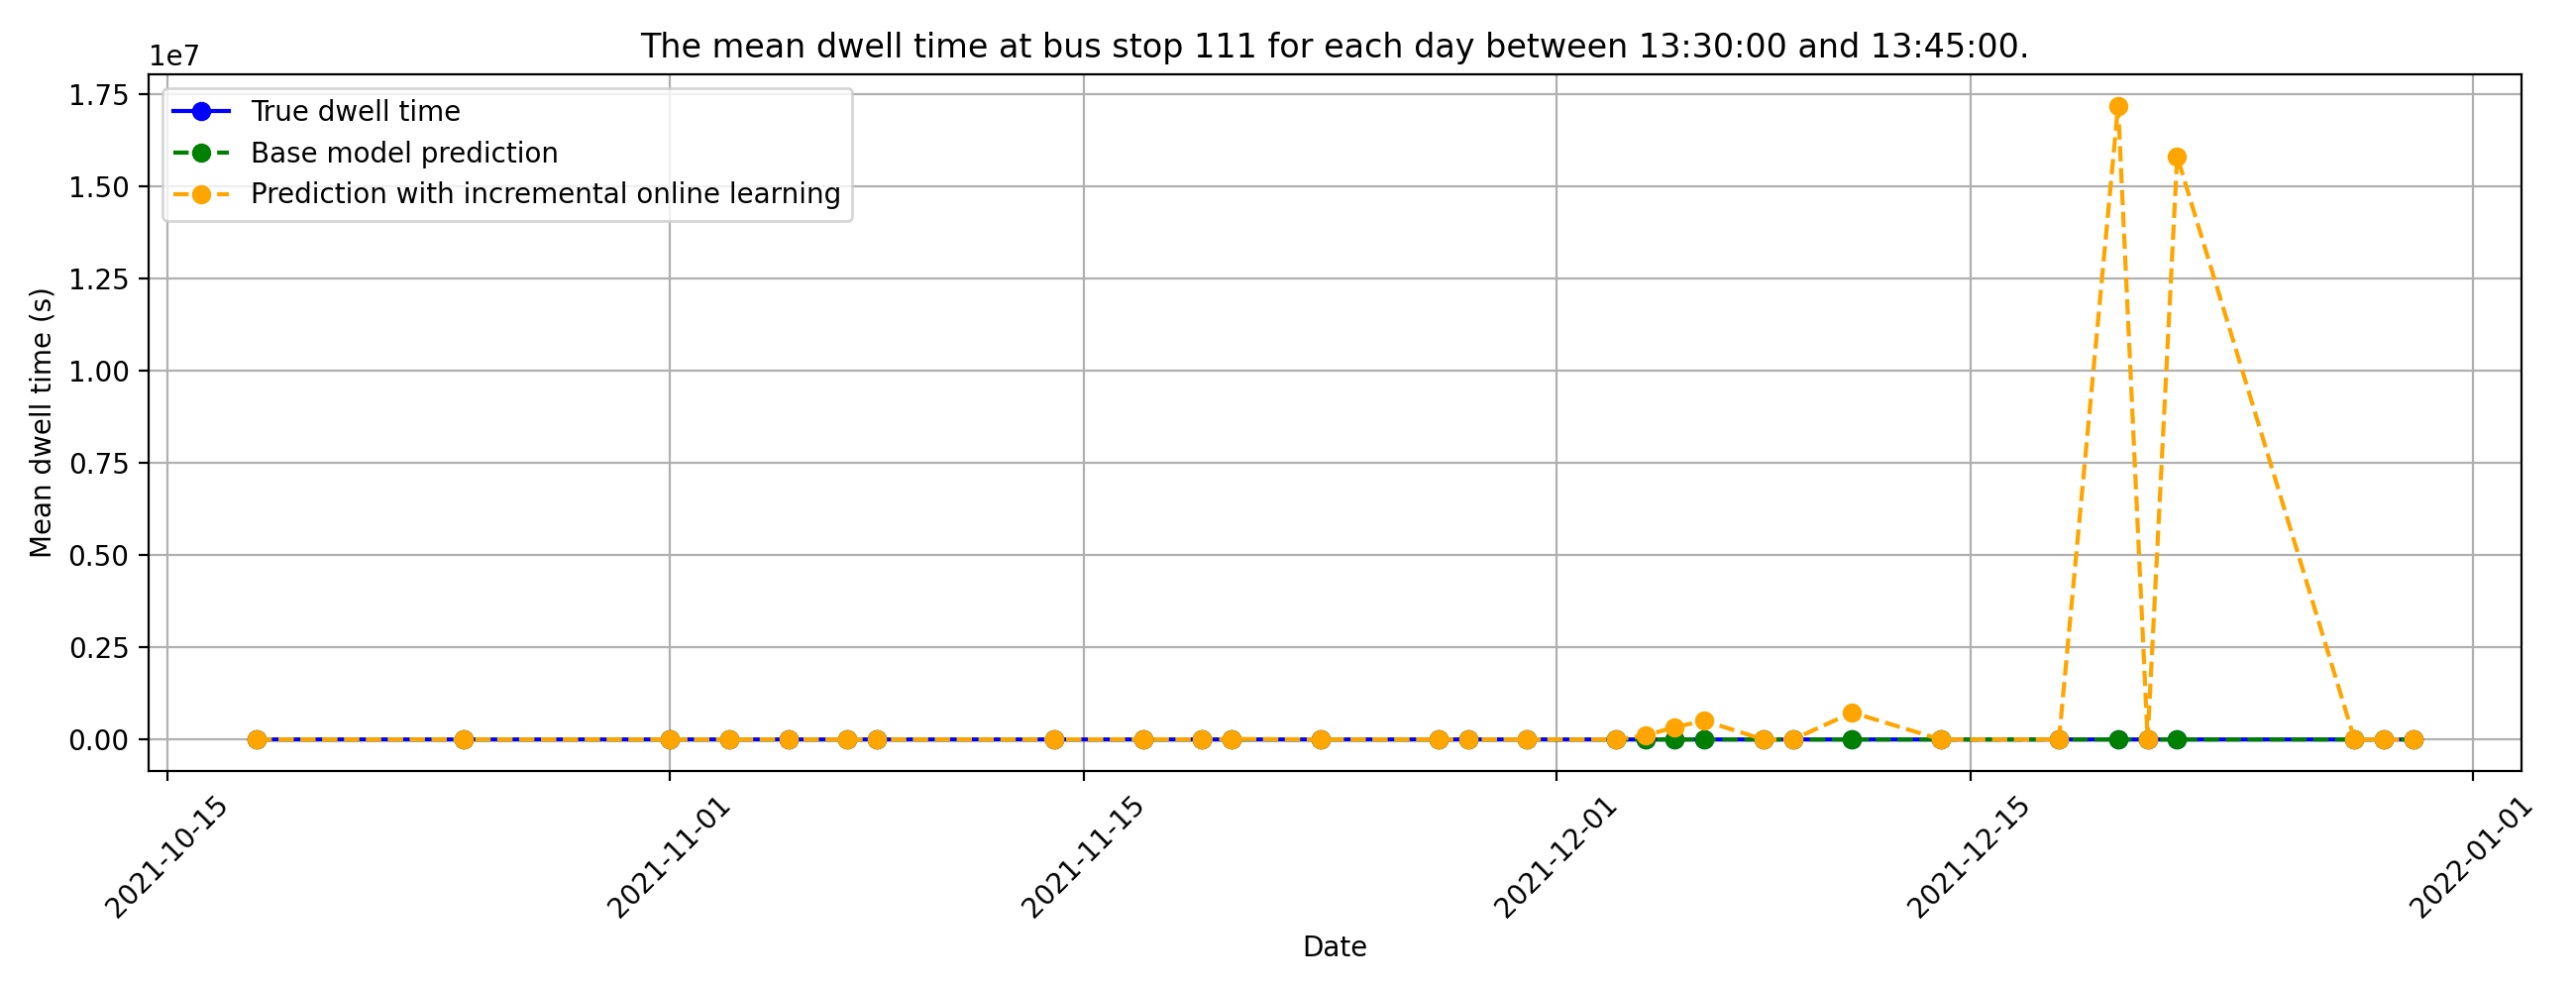 The mean dwell time at bus stop 111 for each day between 13:30:00 and 13:45:00.
1e7
1.75
1.50
1.25
1.00
0.75
0.50
0.25
0.00
Mean dwell time (s)
True dwell time
Base model prediction
Prediction with incremental online learning
2021-10-15
2021-11-01
2021-11-15
2021-12-01
2021-12-15
2022-01-01
Date